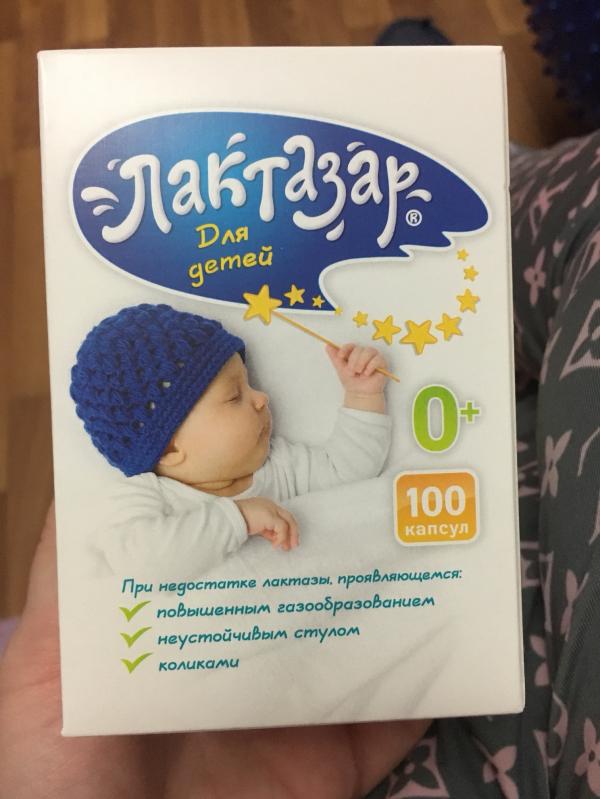 Лактазар®
Для
детей
0+
100
капсул
При недостатке лактазы, проявляющемся:
повышенным газообразованием
неустойчивым стулом
коликами